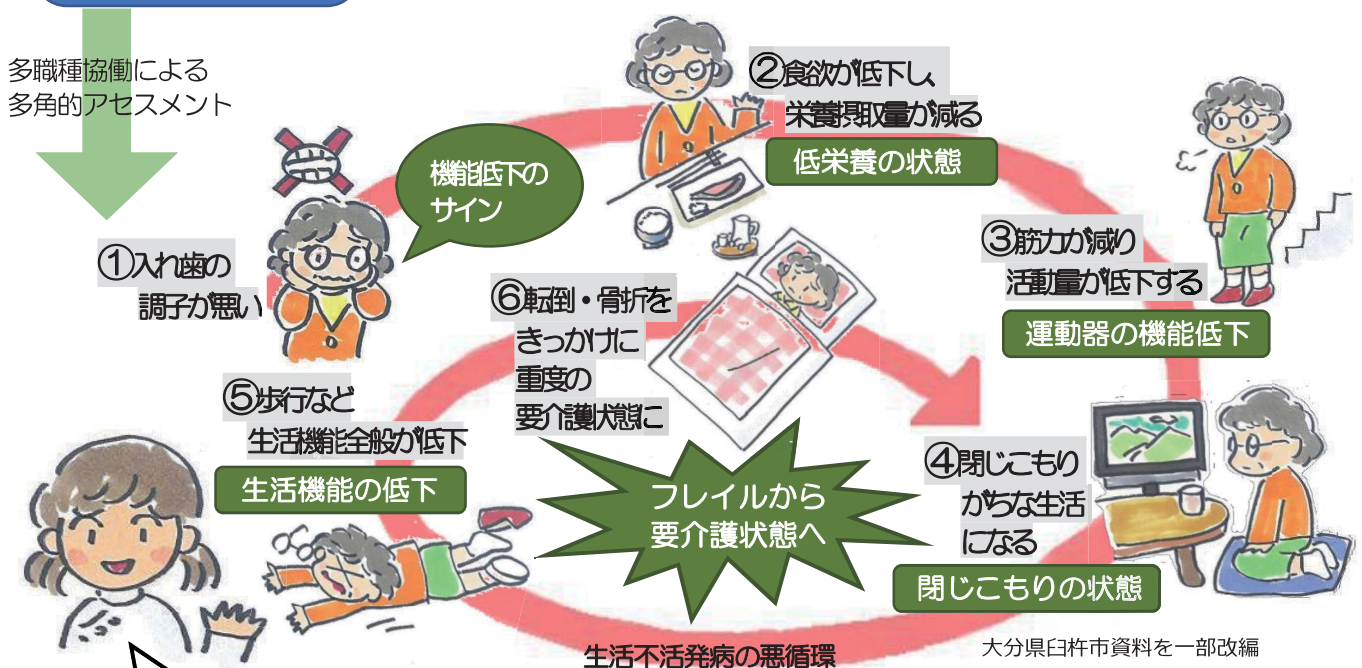 多職種協働による
多角的アセスメント
機能低下の
サイン
①入れ歯の
調子が悪い
②食欲が低下し、
栄養摂取量が減る
低栄養の状態
③筋力が減り
活動量が低下する
運動器の機能低下
④閉じこもり
がちな生活
になる
閉じこもりの状態
⑤歩行など
生活機能全般が低下
生活機能の低下
⑥転倒・骨折を
きっかけに
重度の
要介護状態に
フレイルから
要介護状態へ
生活不活発病の悪循環
大分県臼杵市資料を一部改編